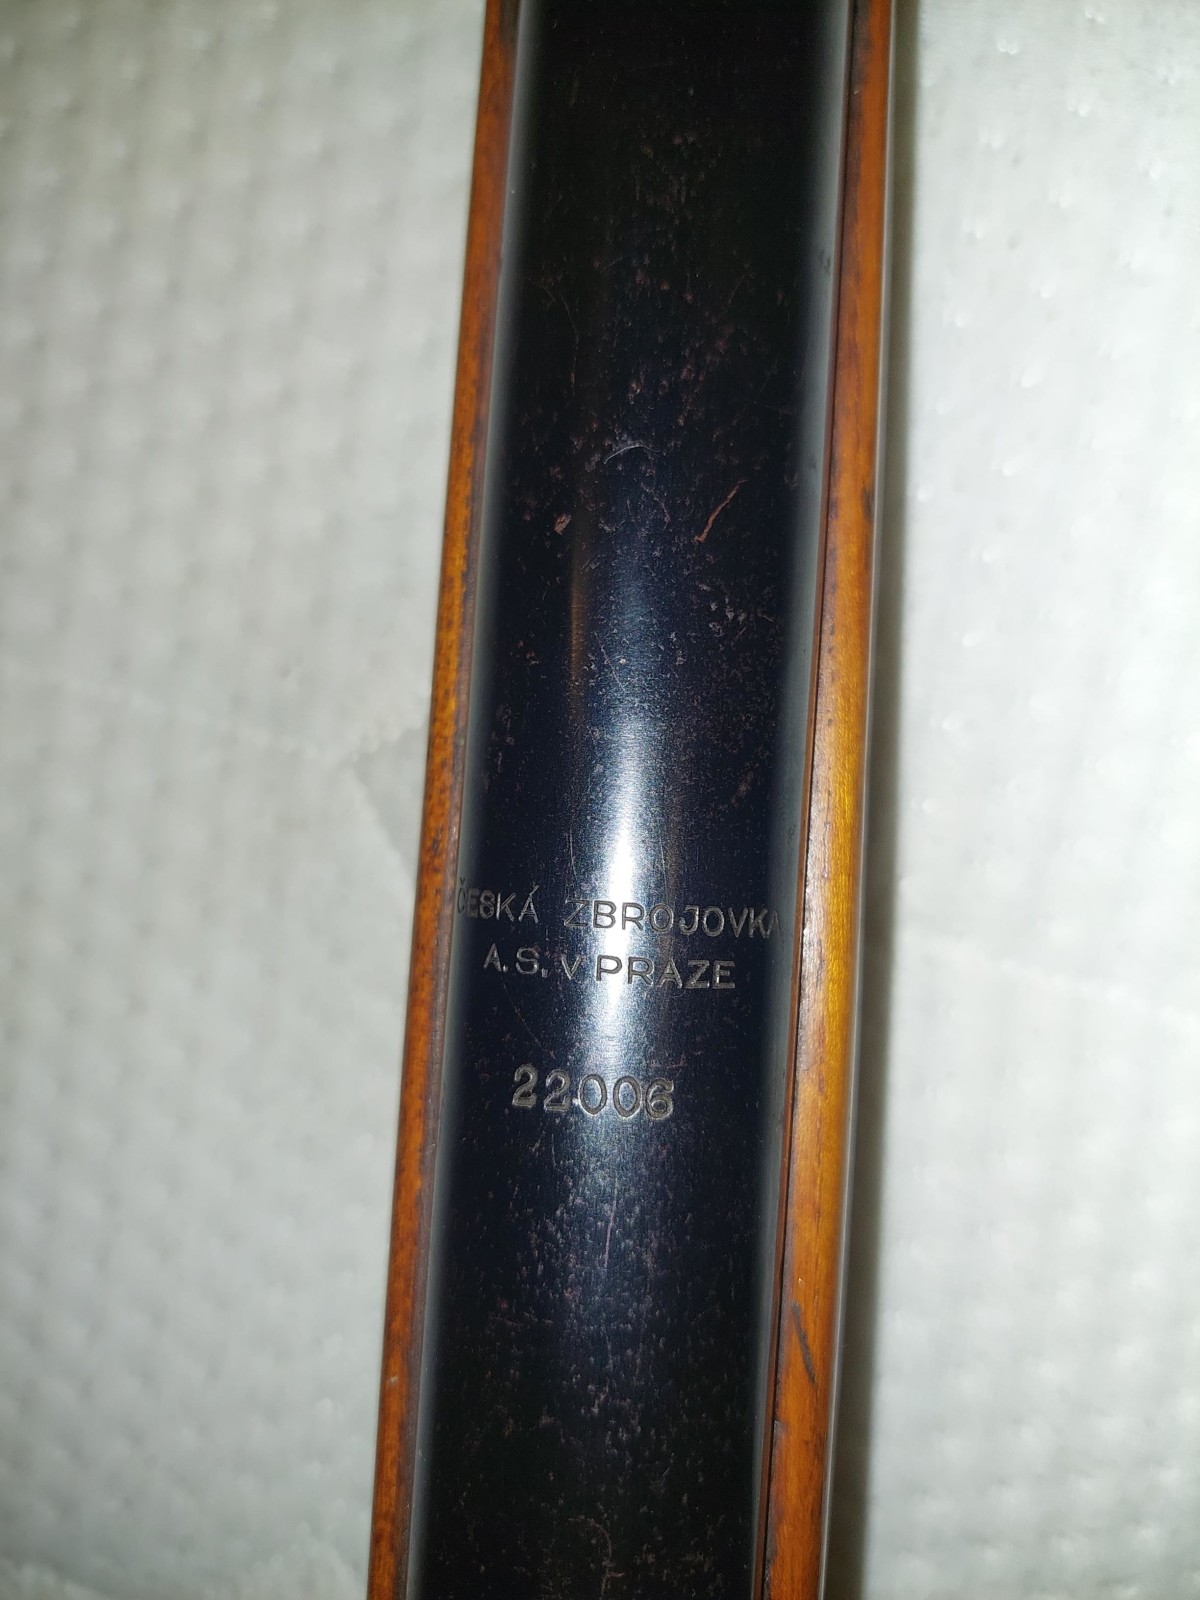 ČESKÁ ZBROJOVKA
A.S. V PRAZE
22006